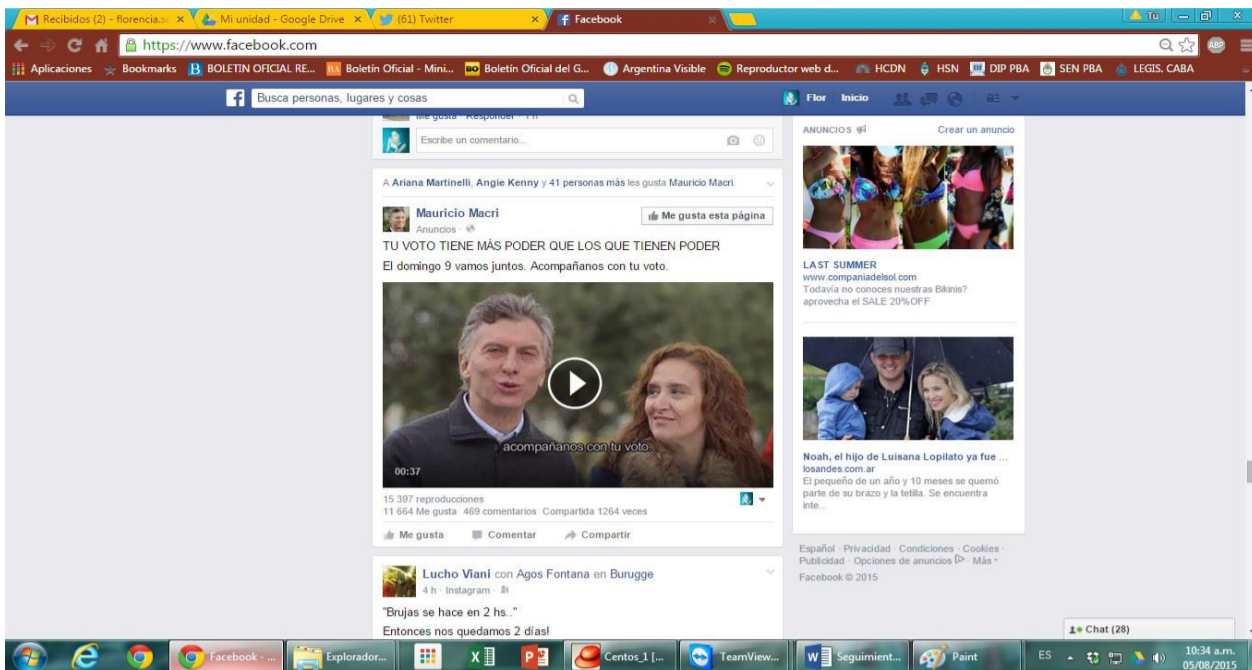 Recibidos (2) - florencia.s
Mi unidad - Google Drive
(61) Twitter
Facebook
Tú
https://www.facebook.com
ABP
Aplicaciones
Bookmarks
BOLETIN OFICIAL RE...
Boletín Oficial - Mini...
Boletín Oficial del G...
Argentina Visible
Reproductor web d...
HCDN
HSN
DIP PBA
SEN PBA
LEGIS. CABA
Busca personas, lugares y cosas
Flor
Inicio
Me gusta · Responder · 1 h
Escribe un comentario...
A Ariana Martinelli, Angie Kenny y 41 personas más les gusta Mauricio Macri.
Mauricio Macri
Anuncios ·
Me gusta esta página
TU VOTO TIENE MÁS PODER QUE LOS QUE TIENEN PODER
El domingo 9 vamos juntos. Acompañanos con tu voto.
acompañanos con tu voto
00:37
15 397 reproducciones
11 664 Me gusta 469 comentarios Compartida 1264 veces
Me gusta
Comentar
Compartir
Lucho Viani con Agos Fontana en Burugge
4 h · Instagram ·
"Brujas se hace en 2 hs.."
Entonces nos quedamos 2 días!
ANUNCIOS
Crear un anuncio
LAST SUMMER
www.companiadelsol.com
Todavía no conoces nuestras Bikinis?
aprovecha el SALE 20%OFF
Noah, el hijo de Luisana Lopilato ya fue ...
losandes.com.ar
El pequeño de un año y 10 meses se quemó
parte de su brazo y la tetilla. Se encuentra
inte...
Español · Privacidad · Condiciones · Cookies ·
Publicidad · Opciones de anuncios · Más
Facebook © 2015
Chat (28)
Facebook - ...
Explorador...
Centos_1 [...
TeamView...
Seguimient...
Paint
ES
10:34 a.m.
05/08/2015